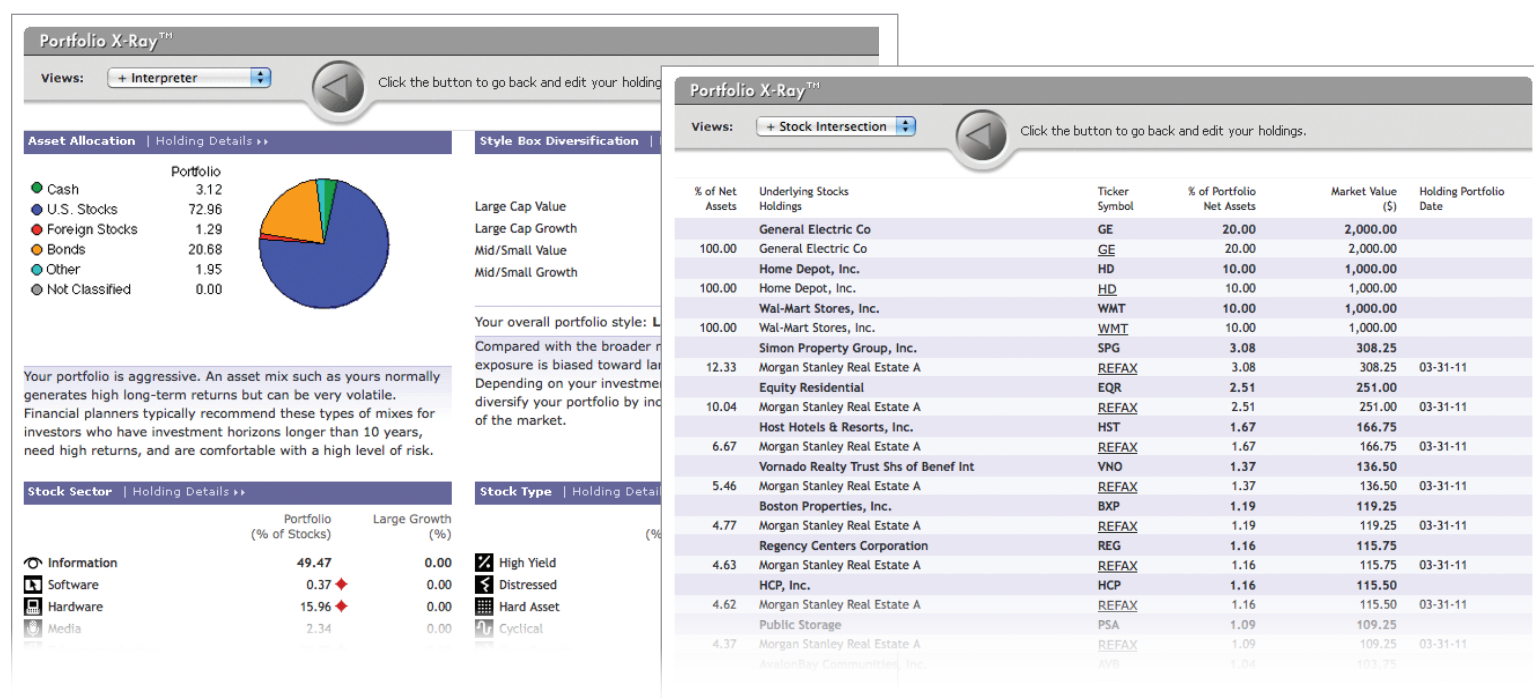 Portfolio X-Ray™
Views: + Interpreter Click the button to go back and edit your holding
Asset Allocation | Holding Details
Portfolio
Cash 3.12
U.S. Stocks 72.96
Foreign Stocks 1.29
Bonds 20.68
Other 1.95
Not Classified 0.00
Your portfolio is aggressive. An asset mix such as yours normally
generates high long-term returns but can be very volatile.
Financial planners typically recommend these types of mixes for
investors who have investment horizons longer than 10 years,
need high returns, and are comfortable with a high level of risk.
Style Box Diversification |
Large Cap Value
Large Cap Growth
Mid/Small Value
Mid/Small Growth
Your overall portfolio style: L
Compared with the broader
exposure is biased toward lar
Depending on your investme
diversify your portfolio by inc
of the market.
Stock Sector | Holding Details
Portfolio Large Growth
(% of Stocks) (%)
Information 49.47 0.00
Software 0.37 0.00
Hardware 15.96 0.00
Media 2.34 0.00
Stock Type | Holding Detail
(%
High Yield
Distressed
Hard Asset
Cyclical
Portfolio X-Ray™
Views: + Stock Intersection Click the button to go back and edit your holdings.
% of Net Underlying Stocks Ticker % of Portfolio Market Value Holding Portfolio
Assets Holdings Symbol Net Assets ($) Date
General Electric Co GE 20.00 2,000.00
100.00 General Electric Co GE 20.00 2,000.00
Home Depot, Inc. HD 10.00 1,000.00
100.00 Home Depot, Inc. HD 10.00 1,000.00
Wal-Mart Stores, Inc. WMT 10.00 1,000.00
100.00 Wal-Mart Stores, Inc. WMT 10.00 1,000.00
Simon Property Group, Inc. SPG 3.08 308.25
12.33 Morgan Stanley Real Estate A REFAX 3.08 308.25 03-31-11
Equity Residential EQR 2.51 251.00
10.04 Morgan Stanley Real Estate A REFAX 2.51 251.00 03-31-11
Host Hotels & Resorts, Inc. HST 1.67 166.75
6.67 Morgan Stanley Real Estate A REFAX 1.67 166.75 03-31-11
Vornado Realty Trust Shs of Benef Int VNO 1.37 136.50
5.46 Morgan Stanley Real Estate A REFAX 1.37 136.50 03-31-11
Boston Properties, Inc. BXP 1.19 119.25
4.77 Morgan Stanley Real Estate A REFAX 1.19 119.25 03-31-11
Regency Centers Corporation REG 1.16 115.75
4.63 Morgan Stanley Real Estate A REFAX 1.16 115.75 03-31-11
HCP, Inc. HCP 1.16 115.50
4.62 Morgan Stanley Real Estate A REFAX 1.16 115.50 03-31-11
Public Storage PSA 1.09 109.25
4.37 Morgan Stanley Real Estate A REFAX 1.09 109.25 03-31-11
AvalonBay Communities, Inc. AVB 1.04 103.75